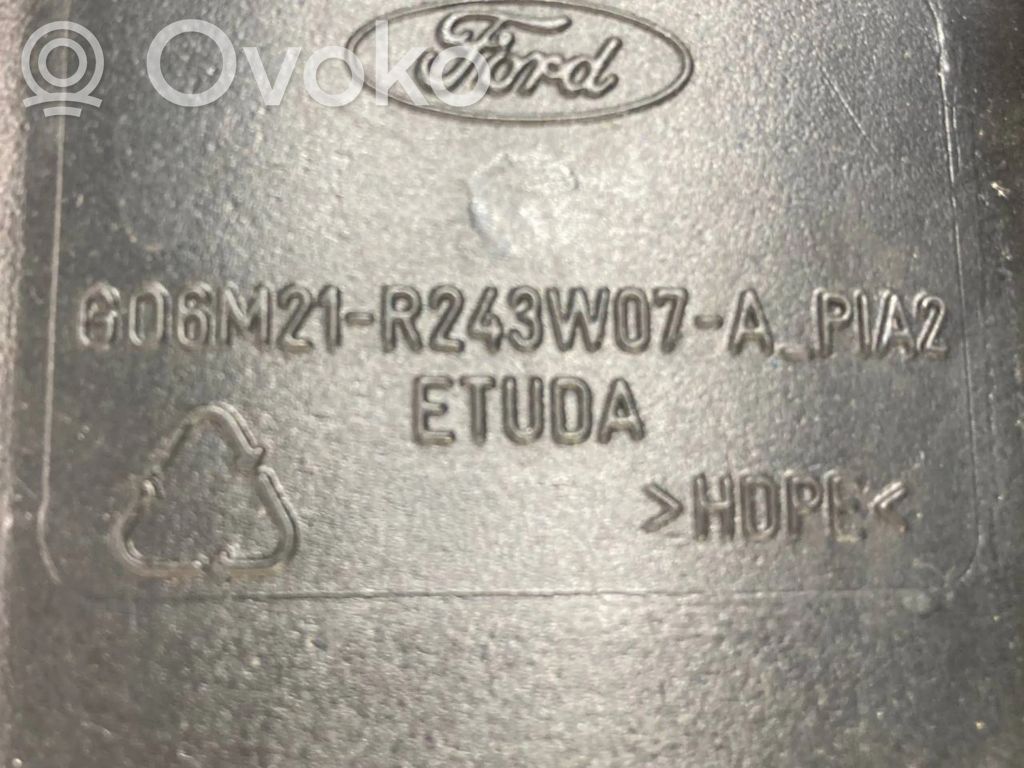 Ovoko
Ford
G06M21-R243W07-A_PIA2
ETUDA
>HDPE<